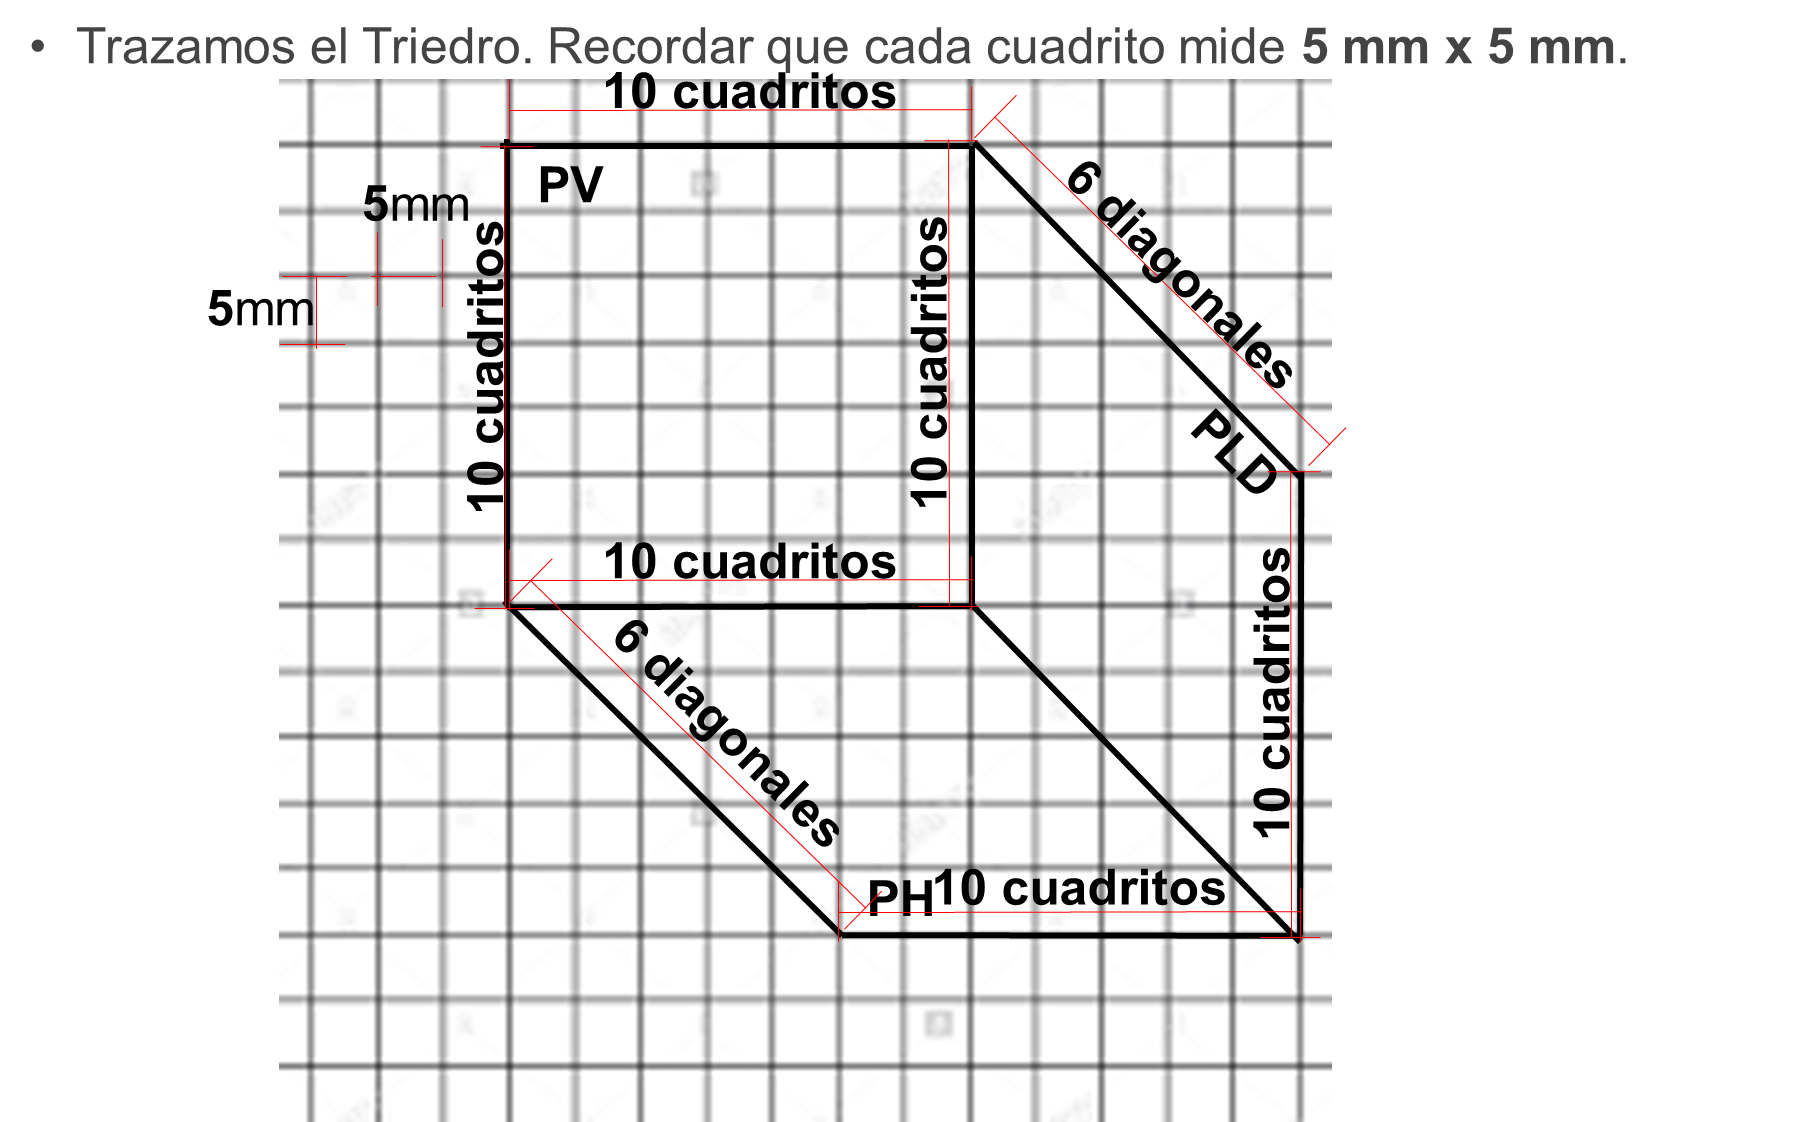 • Trazamos el Triedro. Recordar que cada cuadrito mide 5 mm x 5 mm.
10 cuadritos
PV
6 diagonales
5mm
5mm
10 cuadritos
10 cuadritos
PLD
10 cuadritos
6 diagonales
10 cuadritos
PH
10 cuadritos